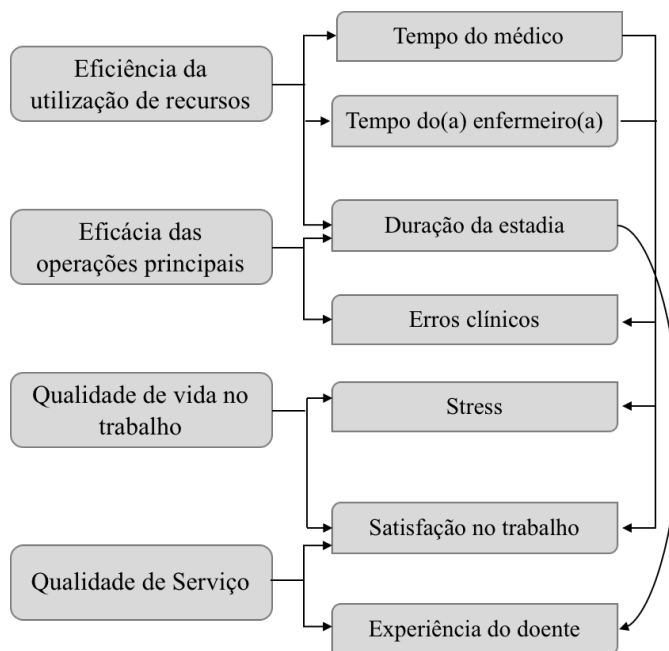 Eficiência da
utilização de recursos
Eficácia das
operações principais
Qualidade de vida no
trabalho
Qualidade de Serviço
Tempo do médico
Tempo do(a) enfermeiro(a)
Duração da estadia
Erros clínicos
Stress
Satisfação no trabalho
Experiência do doente